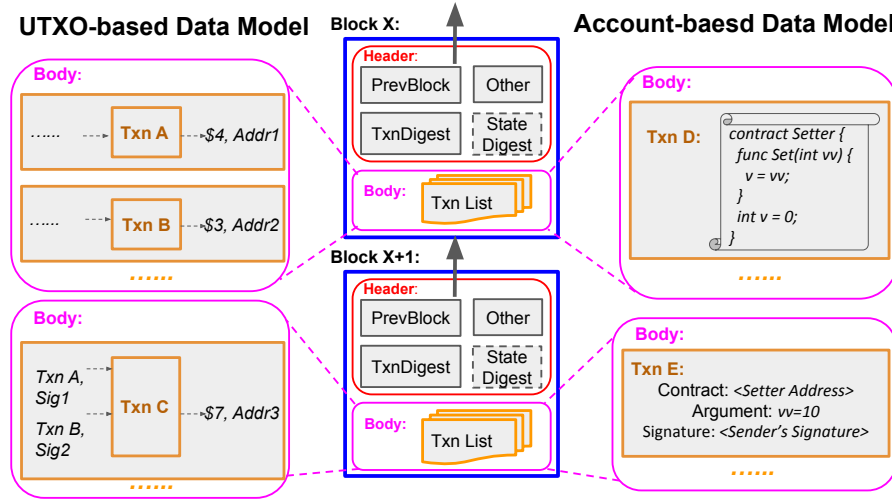 UTXO-based Data Model
Body:
......
Txn A
$4, Addr1
......
Txn B
$3, Addr2
......
Body:
Txn A,
Sig1
Txn B,
Sig2
Txn C
$7, Addr3
......
Block X:
Header:
PrevBlock
Other
TxnDigest
State
Digest
Body:
Txn List
Block X+1:
Header:
PrevBlock
Other
TxnDigest
State
Digest
Body:
Txn List
Account-baesd Data Model
Body:
Txn D:
contract Setter {
func Set(int vv) {
v = vv;
}
int v = 0;
}
......
Body:
Txn E:
Contract: <Setter Address>
Argument: vv=10
Signature: <Sender's Signature>
......